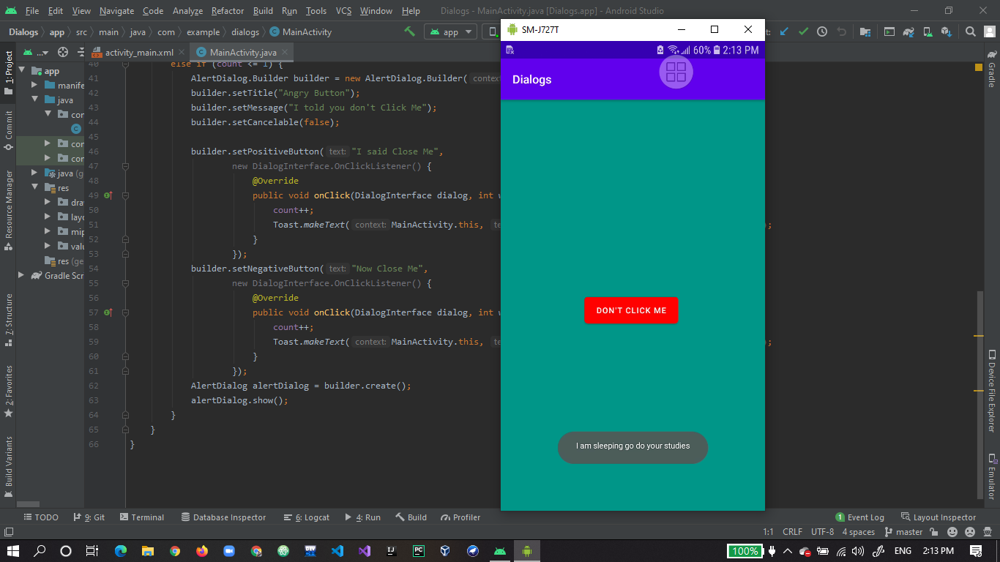 File Edit View Navigate Code Analyze Refactor Build Run Tools VCS Window Help Dialogs - MainActivity.java [Dialogs.app] - Android Studio
Dialogs app src main java com example dialogs MainActivity app
activity_main.xml MainActivity.java
1: Project
Commit
Resource Manager
7: Structure
2: Favorites
Build Variants
app
manife
java
con
con
con
java (g
res
dra
layo
mip
valu
res (ge
Gradle Scr
40 else if (count <= 1) {
41 AlertDialog.Builder builder = new AlertDialog.Builder( context
42 builder.setTitle("Angry Button");
43 builder.setMessage("I told you don't Click Me");
44 builder.setCancelable(false);
45
46 builder.setPositiveButton( text: "I said Close Me",
47 new DialogInterface.OnClickListener() {
48 @Override
49 public void onClick(DialogInterface dialog, int w
50 count++;
51 Toast.makeText( context: MainActivity.this, te ;
52 }
53 });
54 builder.setNegativeButton( text: "Now Close Me",
55 new DialogInterface.OnClickListener() {
56 @Override
57 public void onClick(DialogInterface dialog, int w
58 count++;
59 Toast.makeText( context: MainActivity.this, te ;
60 }
61 });
62 AlertDialog alertDialog = builder.create();
63 alertDialog.show();
64 }
65 }
66 }
SM-J727T
60% 2:13 PM
Dialogs
DON'T CLICK ME
I am sleeping go do your studies
Gradle
Device File Explorer
Emulator
TODO 9: Git Terminal Database Inspector 6: Logcat 4: Run Build Profiler 1 Event Log Layout Inspector
1:1 CRLF UTF-8 4 spaces master
100% ENG 2:13 PM